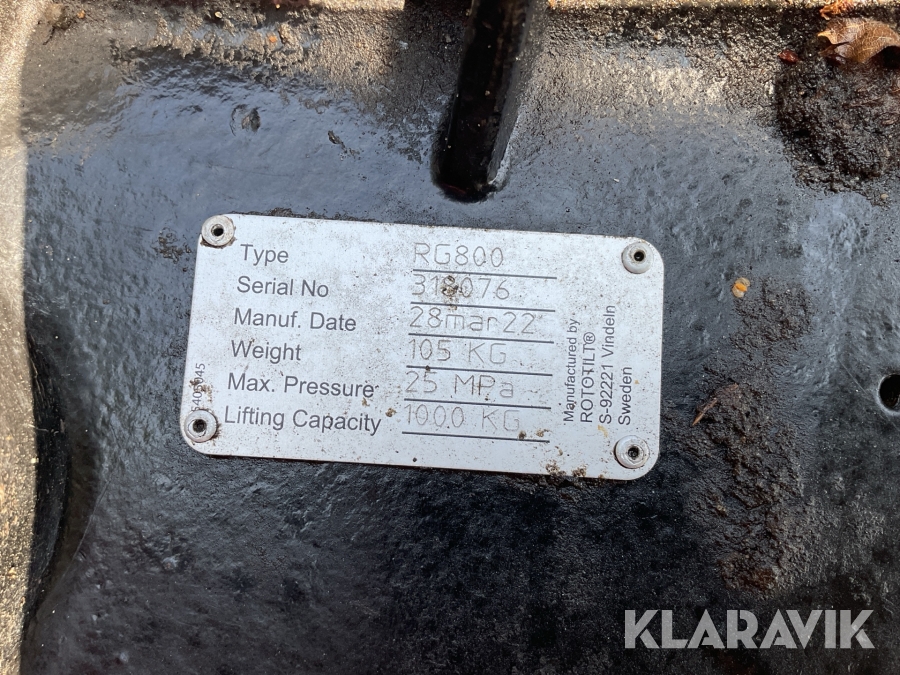 Type RG800
Serial No 318076
Manuf. Date 28mar22
Weight 105 KG
Max. Pressure 25 MPa
Lifting Capacity 1000 KG
Manufactured by
ROTOTILT®
S-92221 Vindeln
Sweden
KLARAVIK